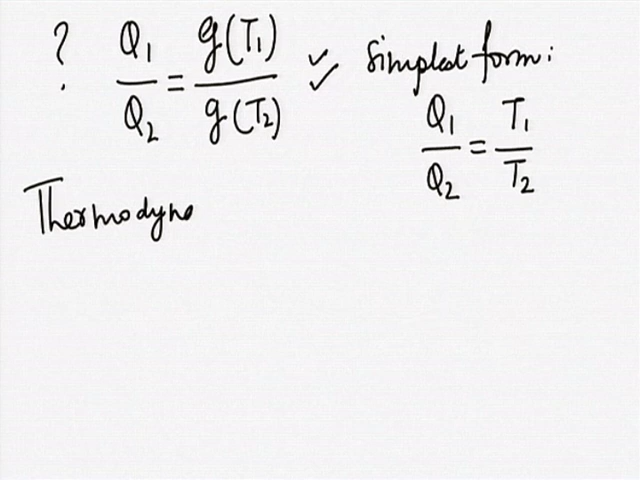 ? Q₁/Q₂ = g(T₁)/g(T₂) ✓✓ Simplest form:
Q₁/Q₂ = T₁/T₂
Thermodyna